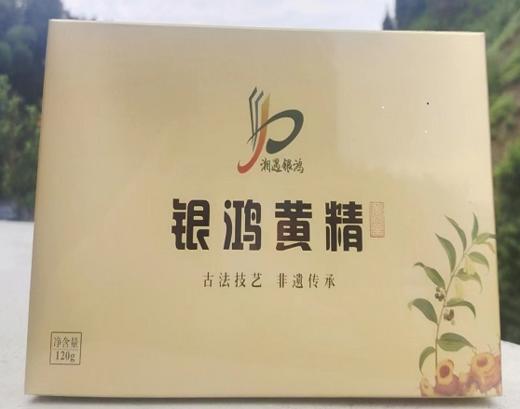 湘遇银鸿
银鸿黄精
古法技艺 非遗传承
净含量
120g